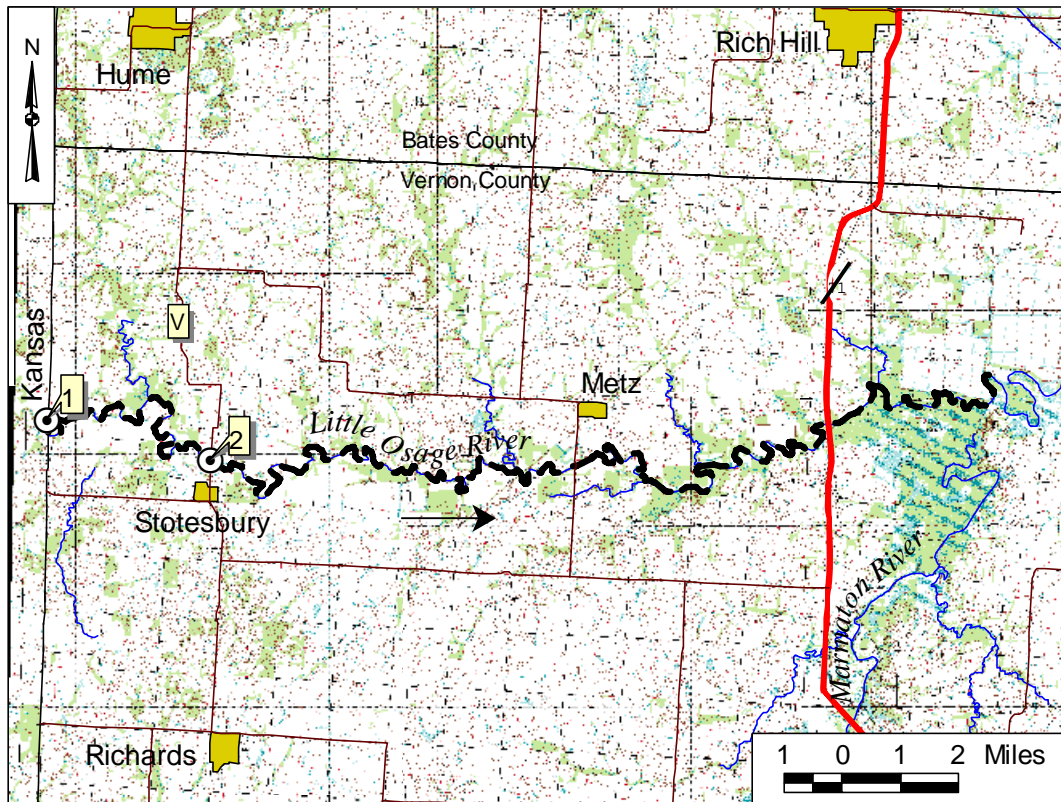 N
Hume
Rich Hill
Bates County
Vernon County
Kansas
V
1
2
Metz
Little Osage River
Stotesbury
Marmaton River
Richards
1 0 1 2 Miles